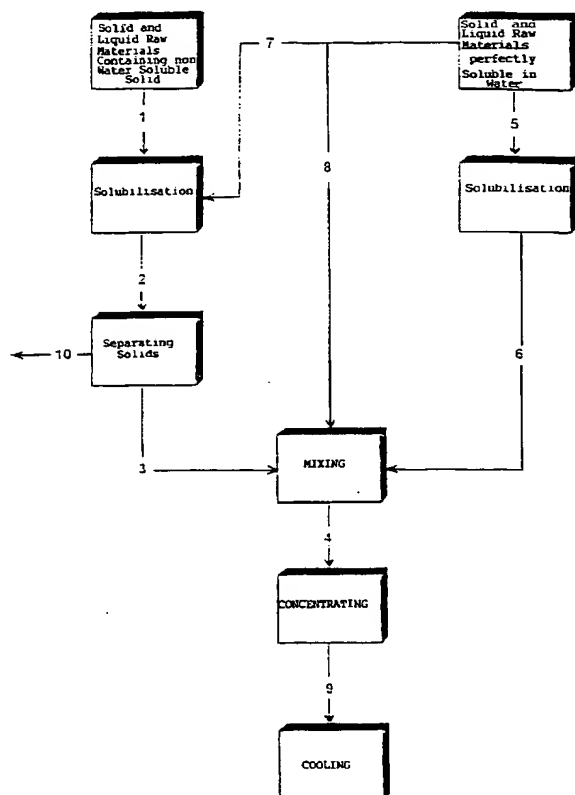 Solid and
Liquid Raw
Materials
Containing non
Water Soluble
Solid
7
Solid and
Liquid Raw
Materials
perfectly
Soluble in
Water
1
5
8
Solubilisation
Solubilisation
2
Separating
Solids
10
6
3
MIXING
4
CONCENTRATING
9
COOLING